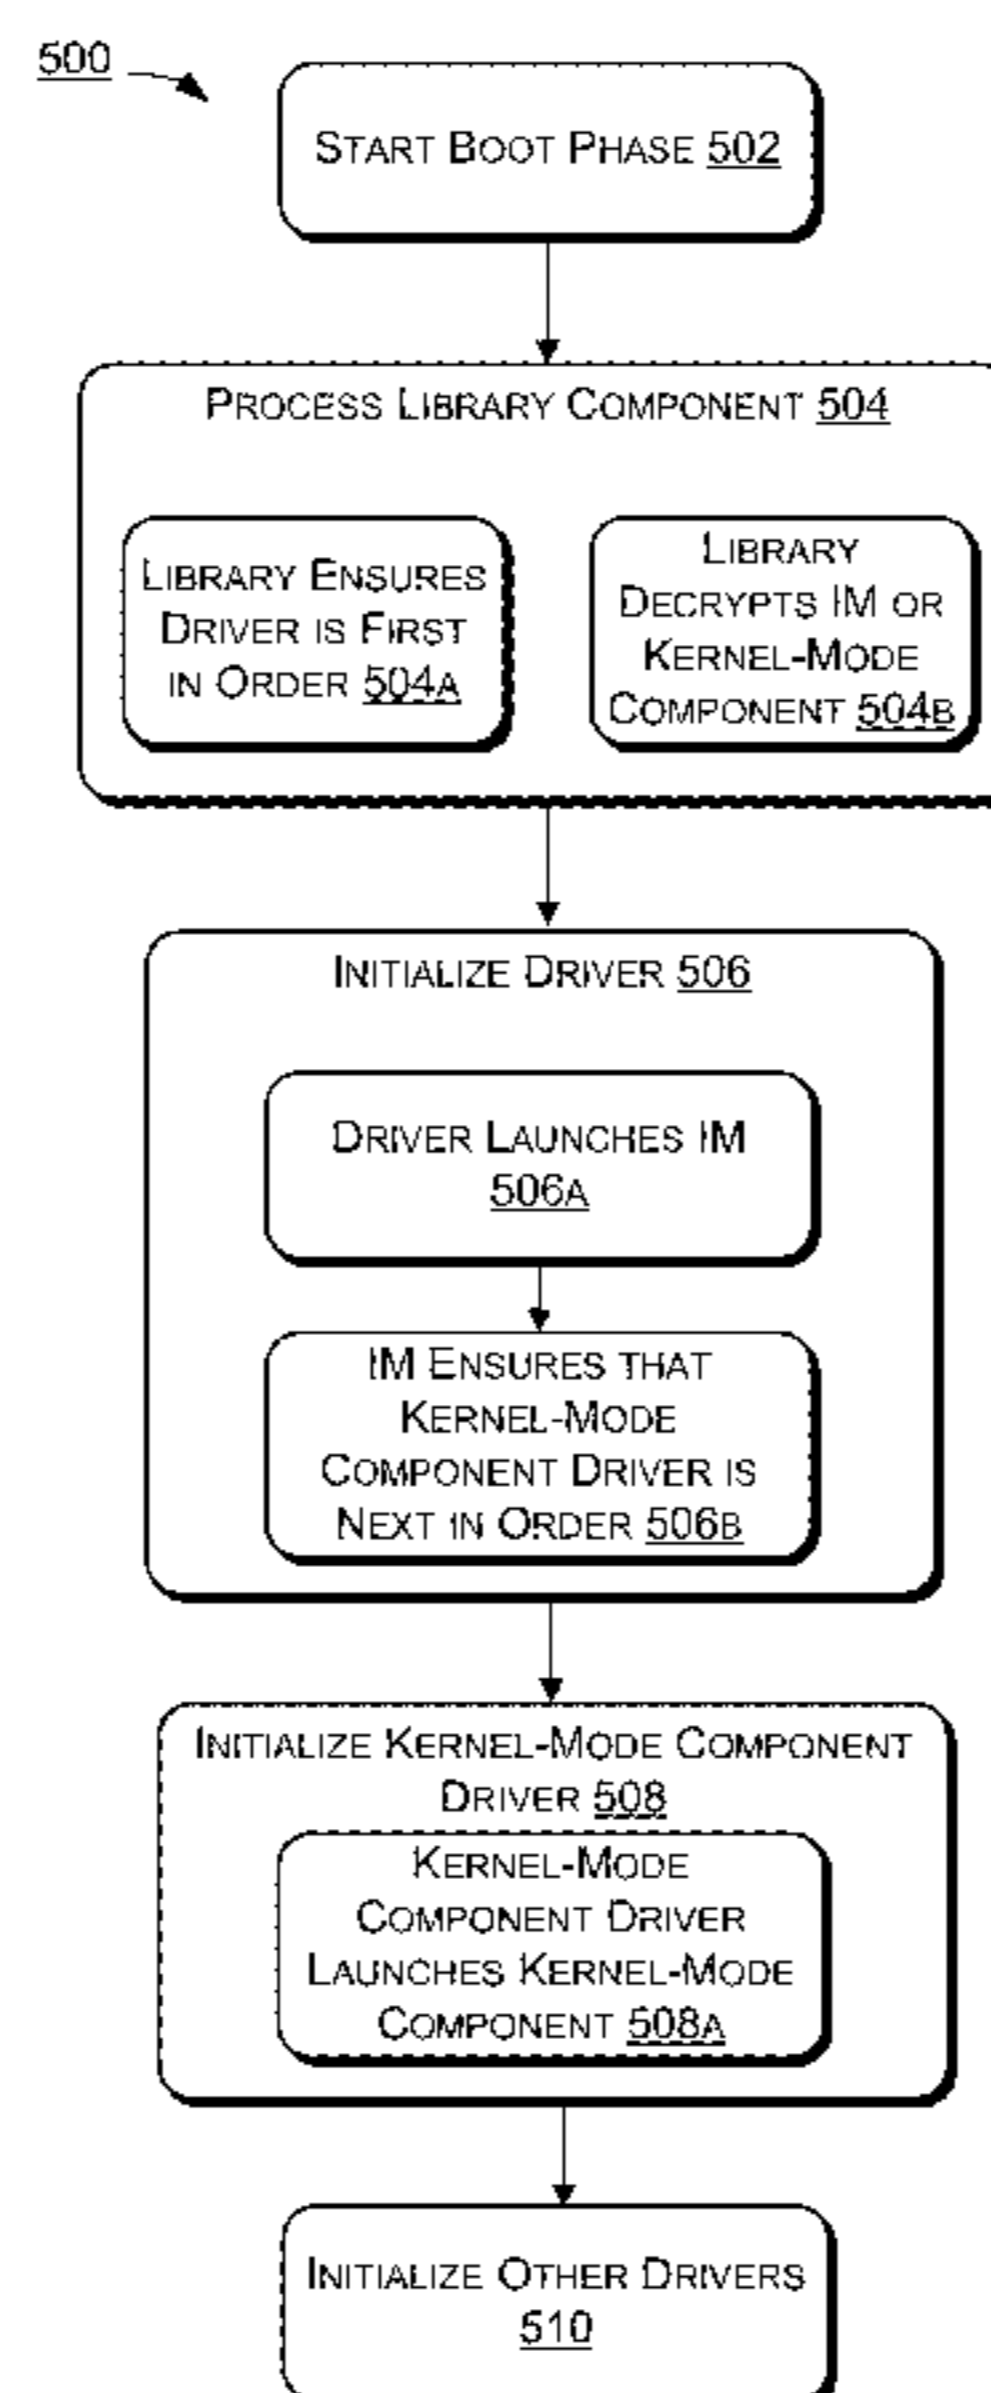 500
START BOOT PHASE 502
PROCESS LIBRARY COMPONENT 504
LIBRARY ENSURES
DRIVER IS FIRST
IN ORDER 504A
LIBRARY
DECRYPTS IM OR
KERNEL-MODE
COMPONENT 504B
INITIALIZE DRIVER 506
DRIVER LAUNCHES IM
506A
IM ENSURES THAT
KERNEL-MODE
COMPONENT DRIVER IS
NEXT IN ORDER 506B
INITIALIZE KERNEL-MODE COMPONENT
DRIVER 508
KERNEL-MODE
COMPONENT DRIVER
LAUNCHES KERNEL-MODE
COMPONENT 508A
INITIALIZE OTHER DRIVERS
510